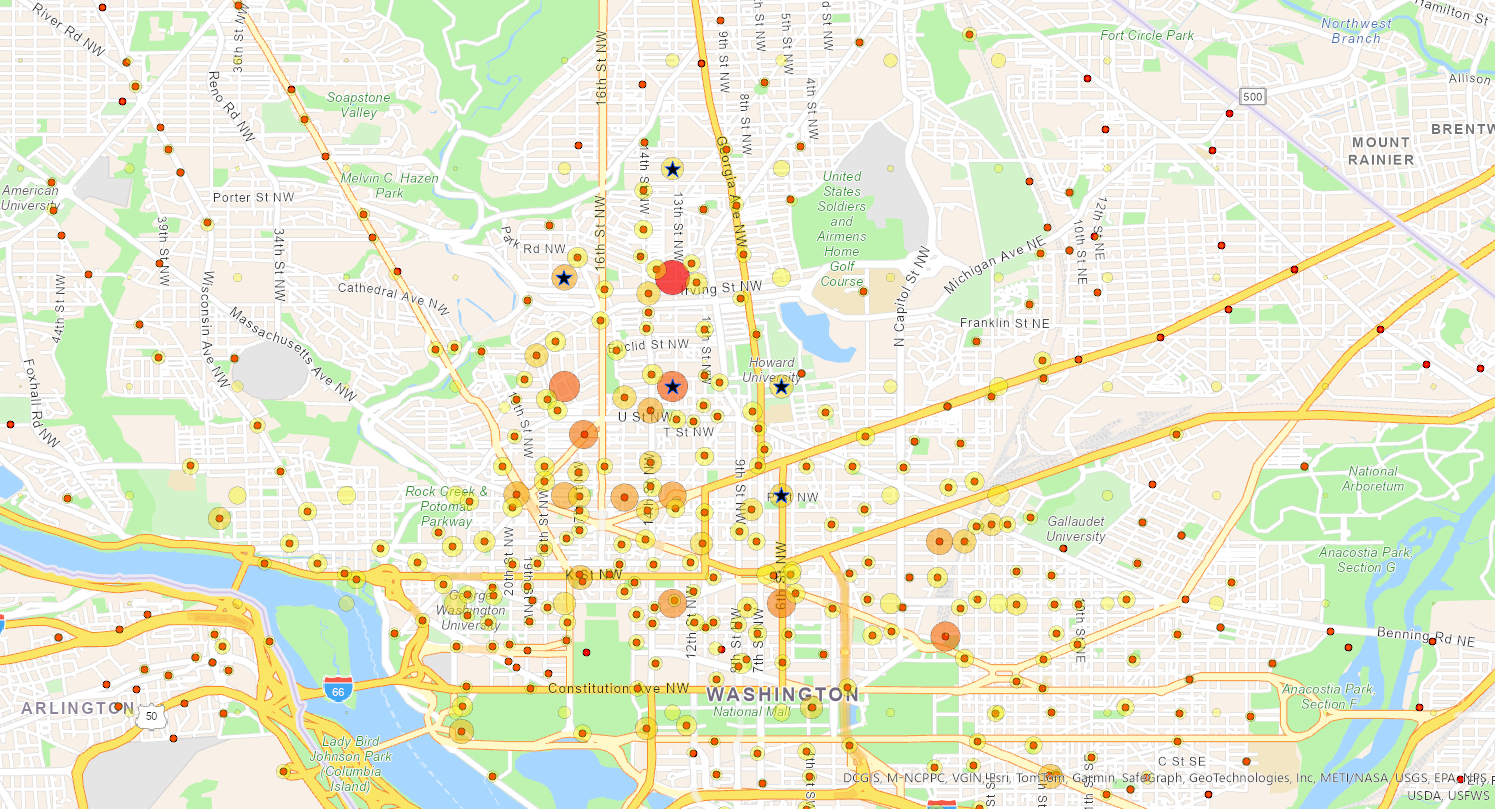 River Rd NW
36th St NW
Reno Rd NW
Soapstone
Valley
16th St NW
9th St NW
5th St NW
8th St NW
4th St NW
Fort Circle Park
Northwest
Branch
Hamilton St
Allison
500
MOUNT
RAINIER
BRENTW
American
University
Melvin C. Hazen
Park
Porter St NW
39th St NW
34th St NW
14th St NW
13th St NW
Georgia Ave NW
United
States
Soldiers
and
Airmens
Home
Golf
Course
12th St NE
10th St NE
Park Rd NW
16th St NW
Irving St NW
N Capitol St NW
Michigan Ave NE
Cathedral Ave NW
44th St NW
Wisconsin Ave NW
Massachusetts Ave NW
Foxhall Rd NW
Franklin St NE
Euclid St NW
11th St NW
Howard
University
U St NW
T St NW
9th St NW
Rock Creek &
Potomac
Parkway
National
Arboretum
Gallaudet
University
Anacostia Park,
Section G
20th St NW
K St NW
6th St NW
George
Washington
University
12th St NW
7th St NW
Benning Rd NE
66
Constitution Ave NW
WASHINGTON
National Mall
ARLINGTON
50
Anacostia Park,
Section F
Lady Bird
Johnson Park
(Columbia
Island)
C St SE
DCGIS, M-NCPPC, VGIN, Esri, TomTom, Garmin, SafeGraph, GeoTechnologies, Inc, METI/NASA, USGS, EPA, NPS,
USDA, USFWS